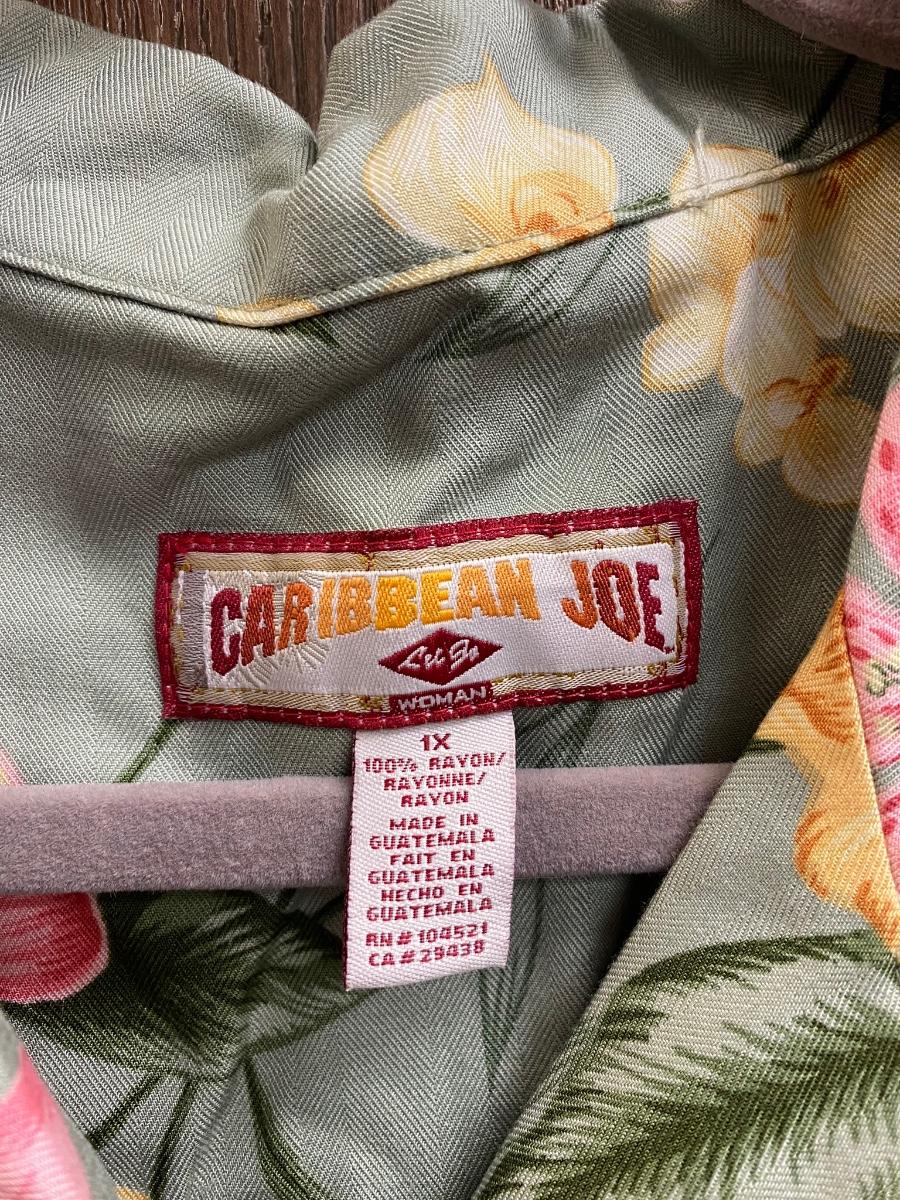 CARIBBEAN JOE
WOMAN
1X
100% RAYON/
RAYONNE/
RAYON
MADE IN
GUATEMALA
FAIT EN
GUATEMALA
HECHO EN
GUATEMALA
RN#104521
CA#29438